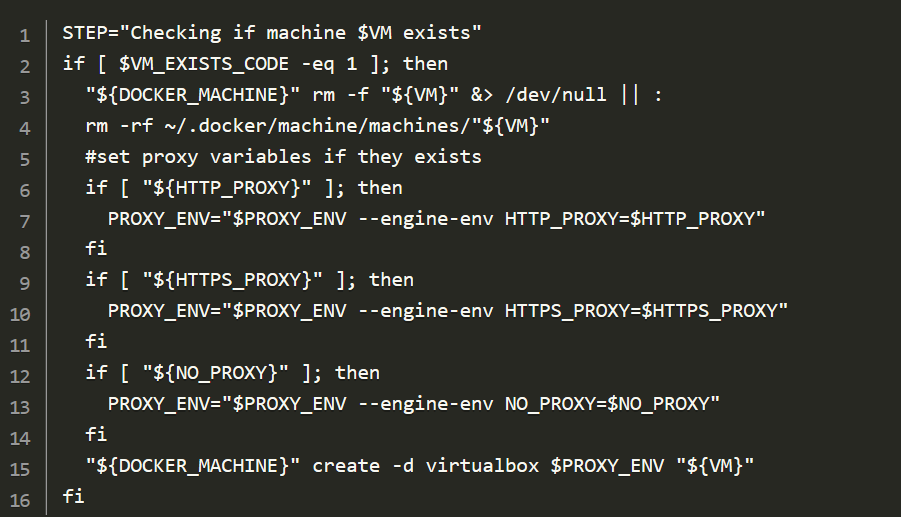 1 STEP="Checking if machine $VM exists"
2 if [ $VM_EXISTS_CODE -eq 1 ]; then
3   "${DOCKER_MACHINE}" rm -f "${VM}" &> /dev/null || :
4   rm -rf ~/.docker/machine/machines/"${VM}"
5   #set proxy variables if they exists
6   if [ "${HTTP_PROXY}" ]; then
7     PROXY_ENV="$PROXY_ENV --engine-env HTTP_PROXY=$HTTP_PROXY"
8   fi
9   if [ "${HTTPS_PROXY}" ]; then
10     PROXY_ENV="$PROXY_ENV --engine-env HTTPS_PROXY=$HTTPS_PROXY"
11   fi
12   if [ "${NO_PROXY}" ]; then
13     PROXY_ENV="$PROXY_ENV --engine-env NO_PROXY=$NO_PROXY"
14   fi
15   "${DOCKER_MACHINE}" create -d virtualbox $PROXY_ENV "${VM}"
16 fi